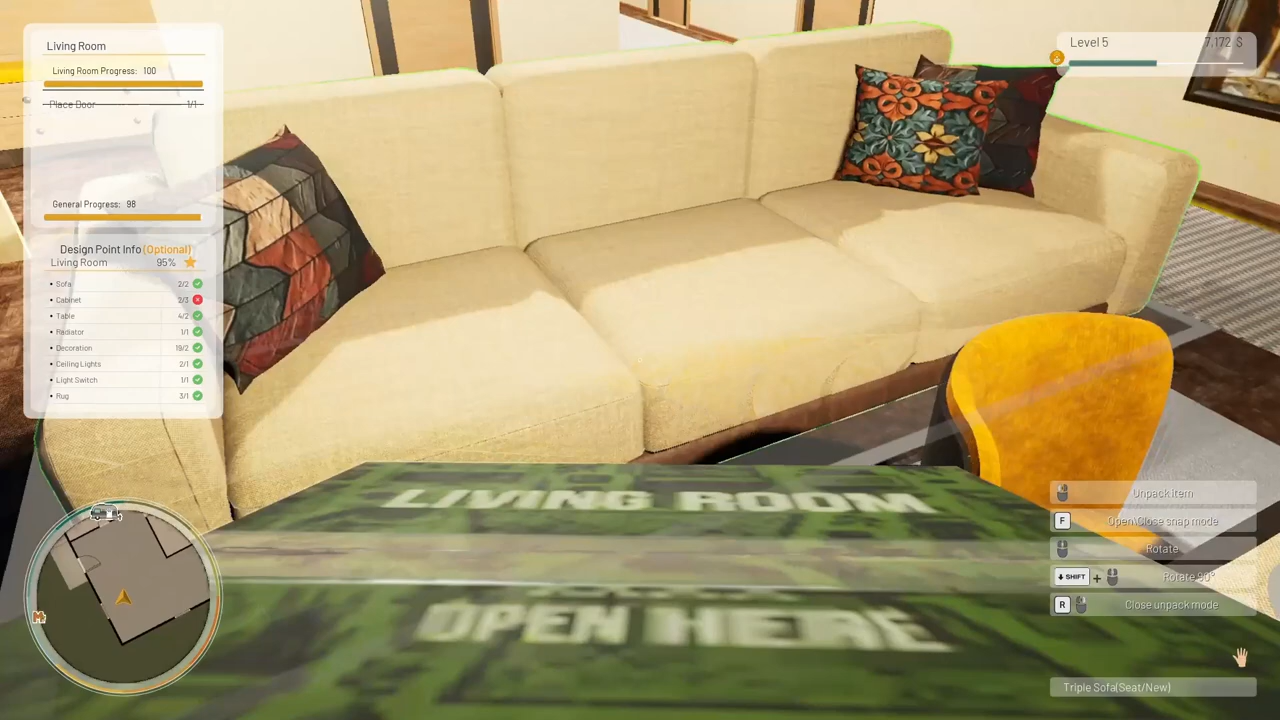 Living Room
Living Room Progress: 100
Place Door 1/1
General Progress: 98
Design Point Info (Optional)
Living Room 95%
• Sofa 2/2
• Cabinet 2/3
• Table 4/2
• Radiator 1/1
• Decoration 19/2
• Ceiling Lights 2/1
• Light Switch 1/1
• Rug 3/1
Level 5 7.172 $
LIVING ROOM
OPEN HERE
Unpack item
F Open\Close snap mode
Rotate
SHIFT + Rotate 90°
R Close unpack mode
Triple Sofa(Seat/New)